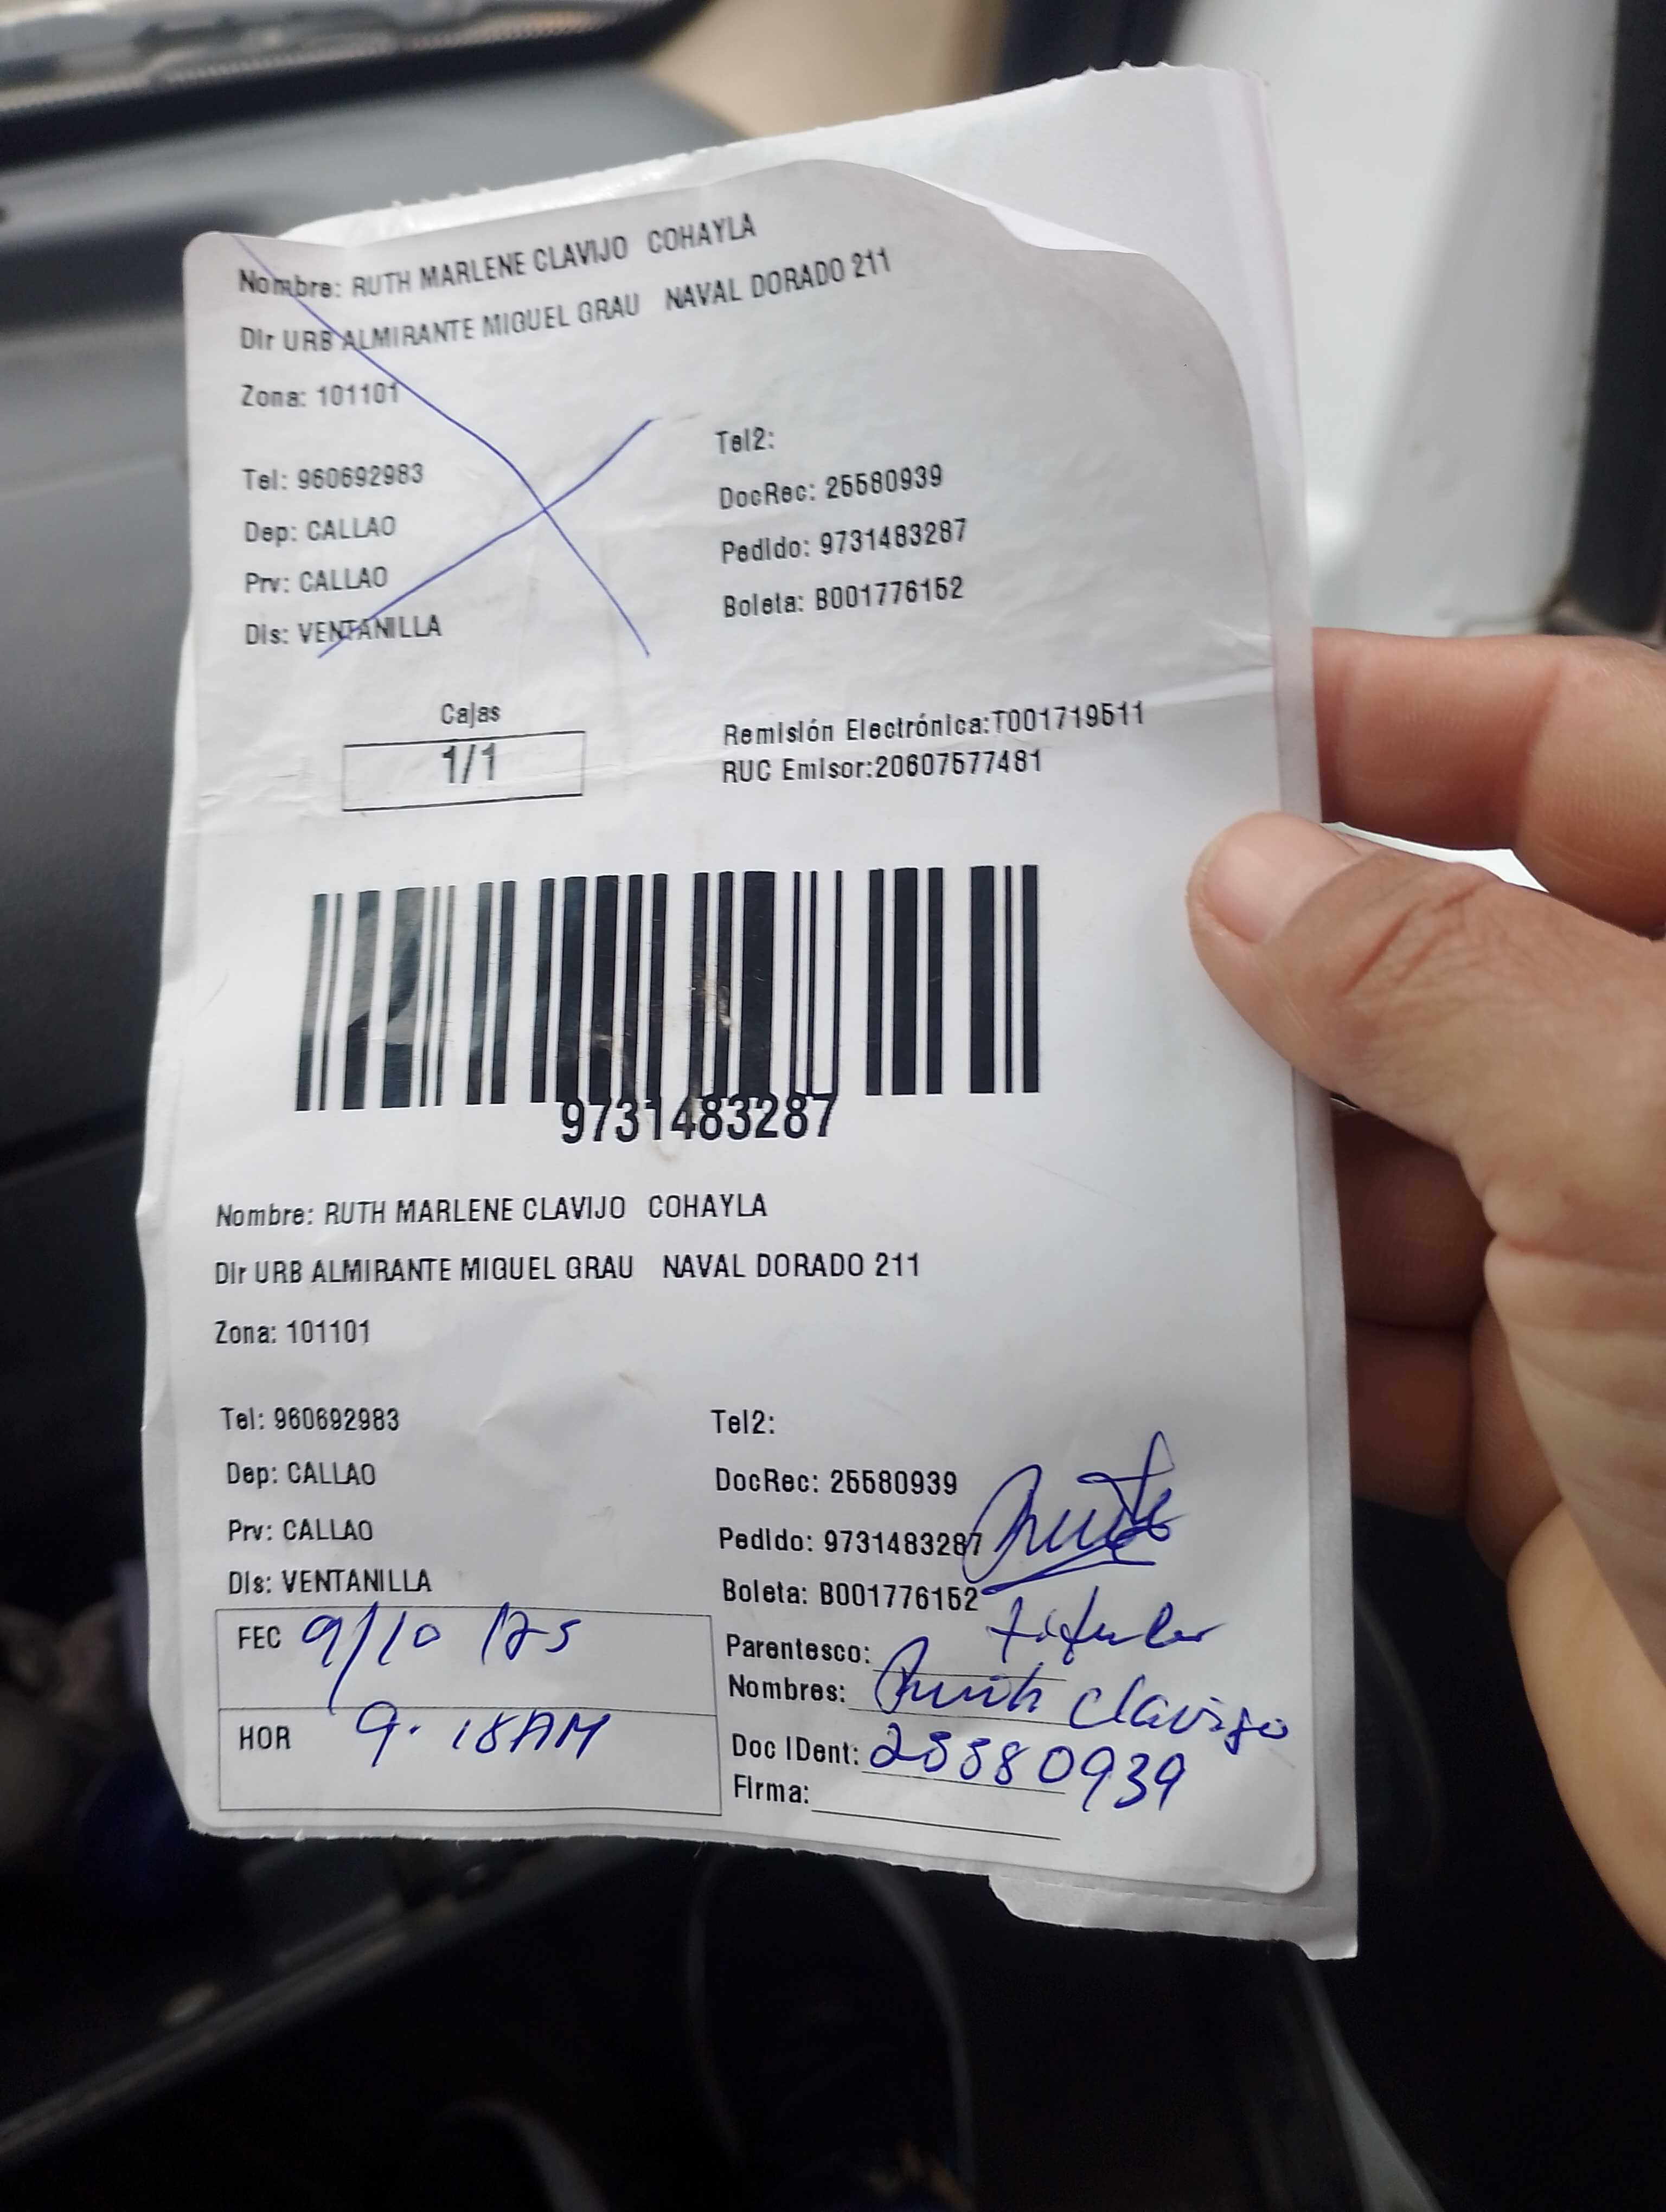 Nombre: RUTH MARLENE CLAVIJO COHAYLA
Dir URB ALMIRANTE MIGUEL GRAU NAVAL DORADO 211
Zona: 101101
Tel: 960692983
Tel2:
Dep: CALLAO
DocRec: 25580939
Prv: CALLAO
Pedido: 9731483287
Dis: VENTANILLA
Boleta: B001776152
Cajas
1/1
Remisión Electrónica:T001719511
RUC Emisor:20607577481
9731483287
Nombre: RUTH MARLENE CLAVIJO COHAYLA
Dir URB ALMIRANTE MIGUEL GRAU NAVAL DORADO 211
Zona: 101101
Tel: 960692983
Tel2:
Dep: CALLAO
DocRec: 25580939
Prv: CALLAO
Pedido: 9731483287
Dis: VENTANILLA
Boleta: B001776152
FEC 9/10/25
HOR 9:18AM
Parentesco: titular
Nombres: Ruth Clavijo
Doc IDent: 25580939
Firma: